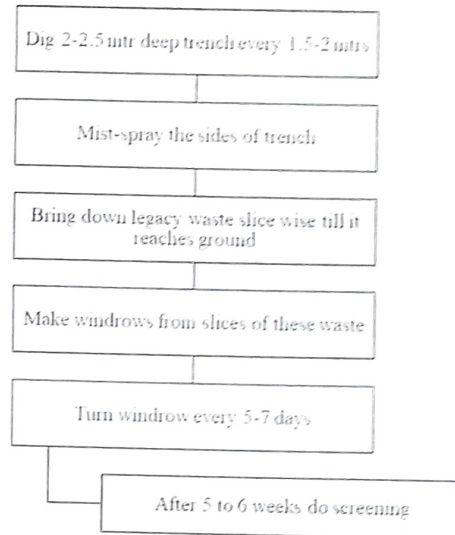 Dig 2-2.5 mtr deep trench every 1.5-2 mtrs
Mist-spray the sides of trench
Bring down legacy waste slice wise till it
reaches ground
Make windrows from slices of these waste
Turn windrow every 5-7 days
After 5 to 6 weeks do screening